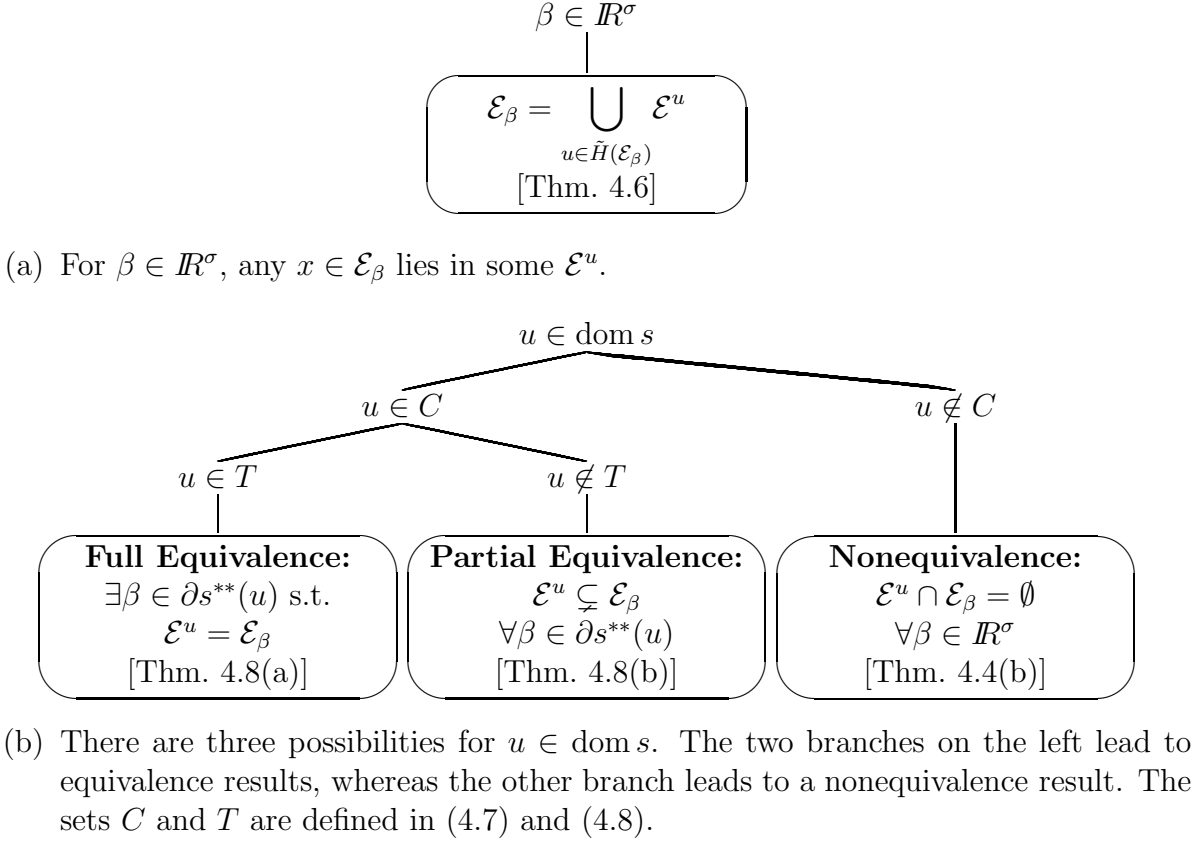 β ∈ ℝ^σ
ℰ_β = ⋃ ℰ^u
u∈H̃(ℰ_β)
[Thm. 4.6]
(a) For β ∈ ℝ^σ, any x ∈ ℰ_β lies in some ℰ^u.
u ∈ dom s
u ∈ C u ∉ C
u ∈ T u ∉ T
Full Equivalence: Partial Equivalence: Nonequivalence:
∃β ∈ ∂s**(u) s.t. ℰ^u ⊊ ℰ_β ℰ^u ∩ ℰ_β = ∅
ℰ^u = ℰ_β ∀β ∈ ∂s**(u) ∀β ∈ ℝ^σ
[Thm. 4.8(a)] [Thm. 4.8(b)] [Thm. 4.4(b)]
(b) There are three possibilities for u ∈ dom s. The two branches on the left lead to
equivalence results, whereas the other branch leads to a nonequivalence result. The
sets C and T are defined in (4.7) and (4.8).